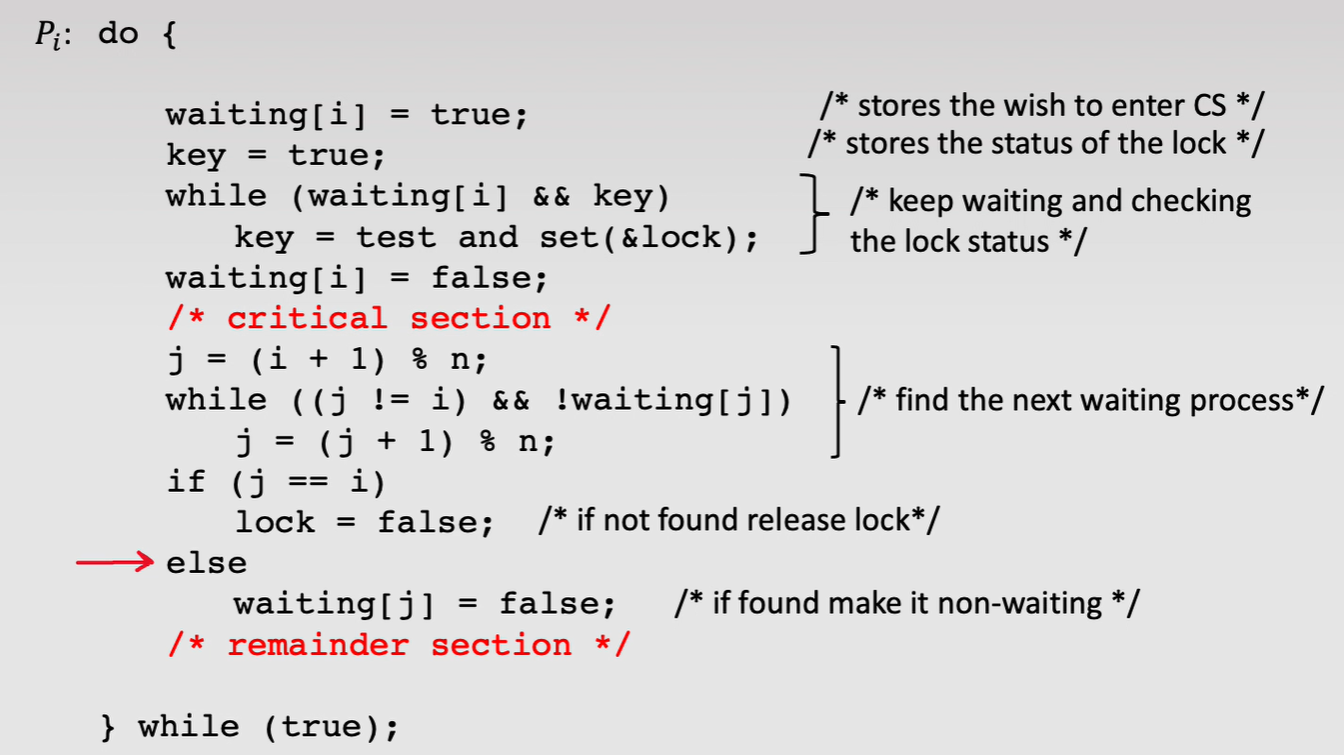 Pi: do {
waiting[i] = true; /* stores the wish to enter CS */
key = true; /* stores the status of the lock */
while (waiting[i] && key) /* keep waiting and checking
key = test and set(&lock); the lock status */
waiting[i] = false;
/* critical section */
j = (i + 1) % n;
while ((j != i) && !waiting[j]) /* find the next waiting process*/
j = (j + 1) % n;
if (j == i)
lock = false; /* if not found release lock*/
else
waiting[j] = false; /* if found make it non-waiting */
/* remainder section */
} while (true);